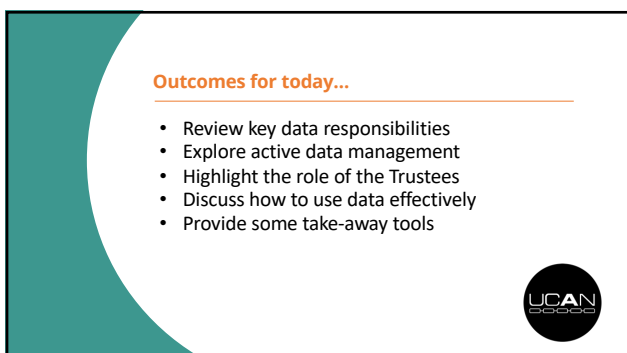 Outcomes for today...
• Review key data responsibilities
• Explore active data management
• Highlight the role of the Trustees
• Discuss how to use data effectively
• Provide some take-away tools
UCAN